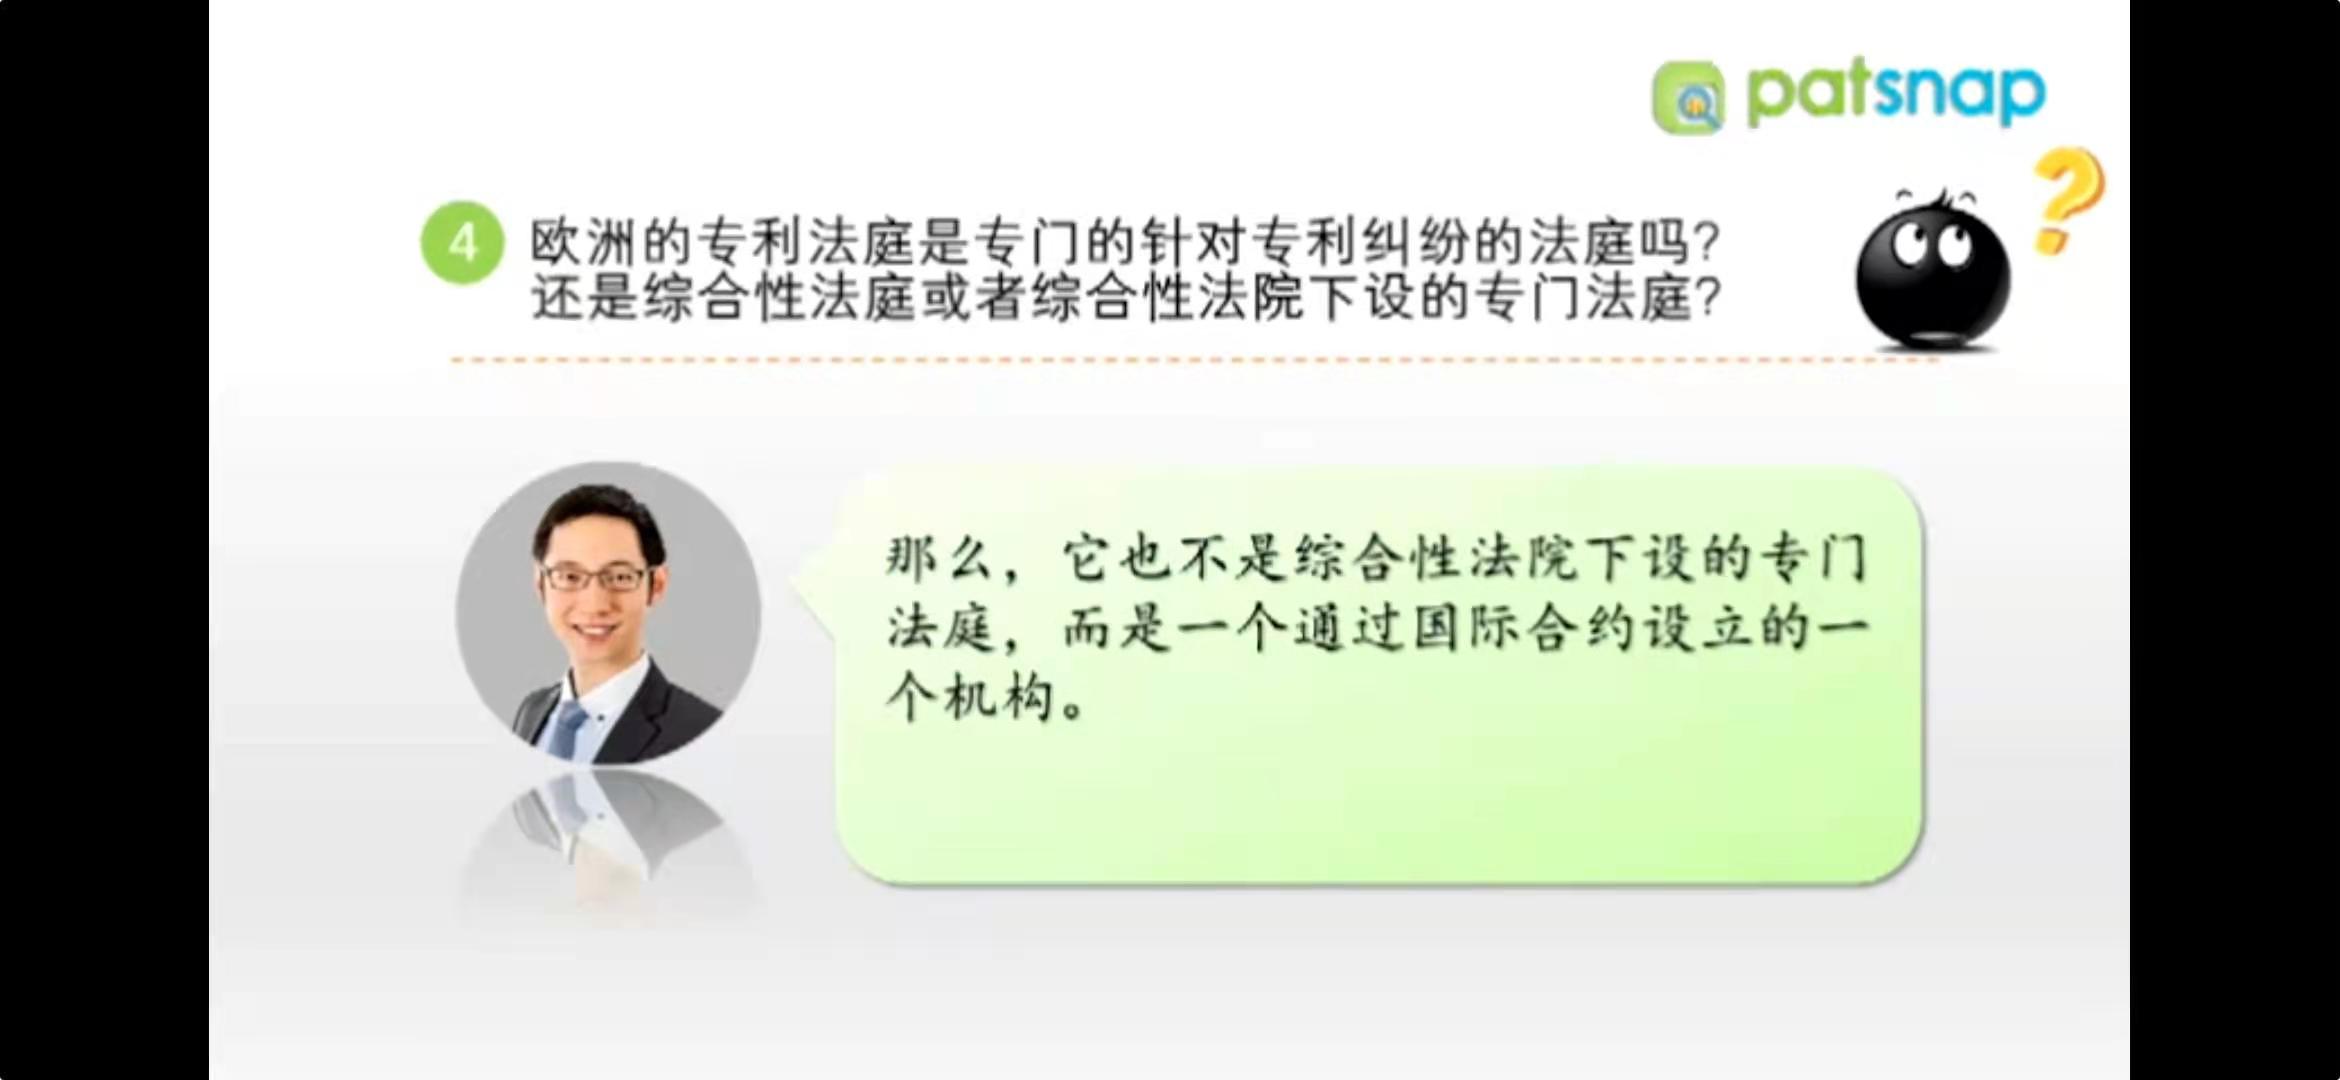 patsnap
4
欧洲的专利法庭是专门的针对专利纠纷的法庭吗?
还是综合性法庭或者综合性法院下设的专门法庭?
那么，它也不是综合性法院下设的专门
法庭，而是一个通过国际合约设立的一
个机构。